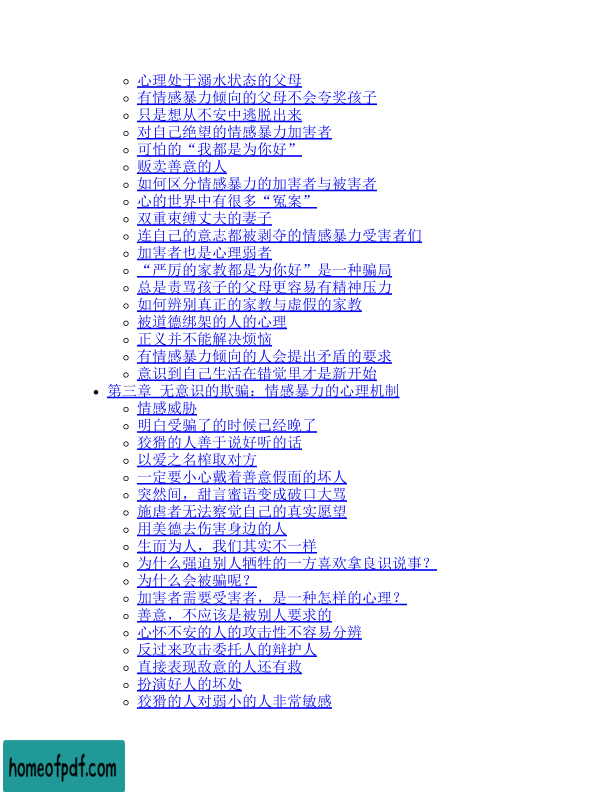 心理处于溺水状态的父母
有情感暴力倾向的父母不会夸奖孩子
只是想从不安中逃脱出来
对自己绝望的情感暴力加害者
可怕的“我都是为你好”
贩卖善意的人
如何区分情感暴力的加害者与被害者
心的世界中有很多“冤案”
双重束缚丈夫的妻子
连自己的意志都被剥夺的情感暴力受害者们
加害者也是心理弱者
“严厉的家教都是为你好”是一种骗局
总是责骂孩子的父母更容易有精神压力
如何辨别真正的家教与虚假的家教
被道德绑架的人的心理
正义并不能解决烦恼
有情感暴力倾向的人会提出矛盾的要求
意识到自己生活在错觉里才是新开始
第三章 无意识的欺骗：情感暴力的心理机制
情感威胁
明白受骗了的时候已经晚了
狡猾的人善于说好听的话
以爱之名榨取对方
一定要小心戴着善意假面的坏人
突然间，甜言蜜语变成破口大骂
施虐者无法察觉自己的真实愿望
用美德去伤害身边的人
生而为人，我们其实不一样
为什么强迫别人牺牲的一方喜欢拿良识说事？
为什么会被骗呢？
加害者需要受害者，是一种怎样的心理？
善意，不应该是被别人要求的
心怀不安的人的攻击性不容易分辨
反过来攻击委托人的辩护人
直接表现敌意的人还有救
扮演好人的坏处
狡猾的人对弱小的人非常敏感
homeofpdf.com